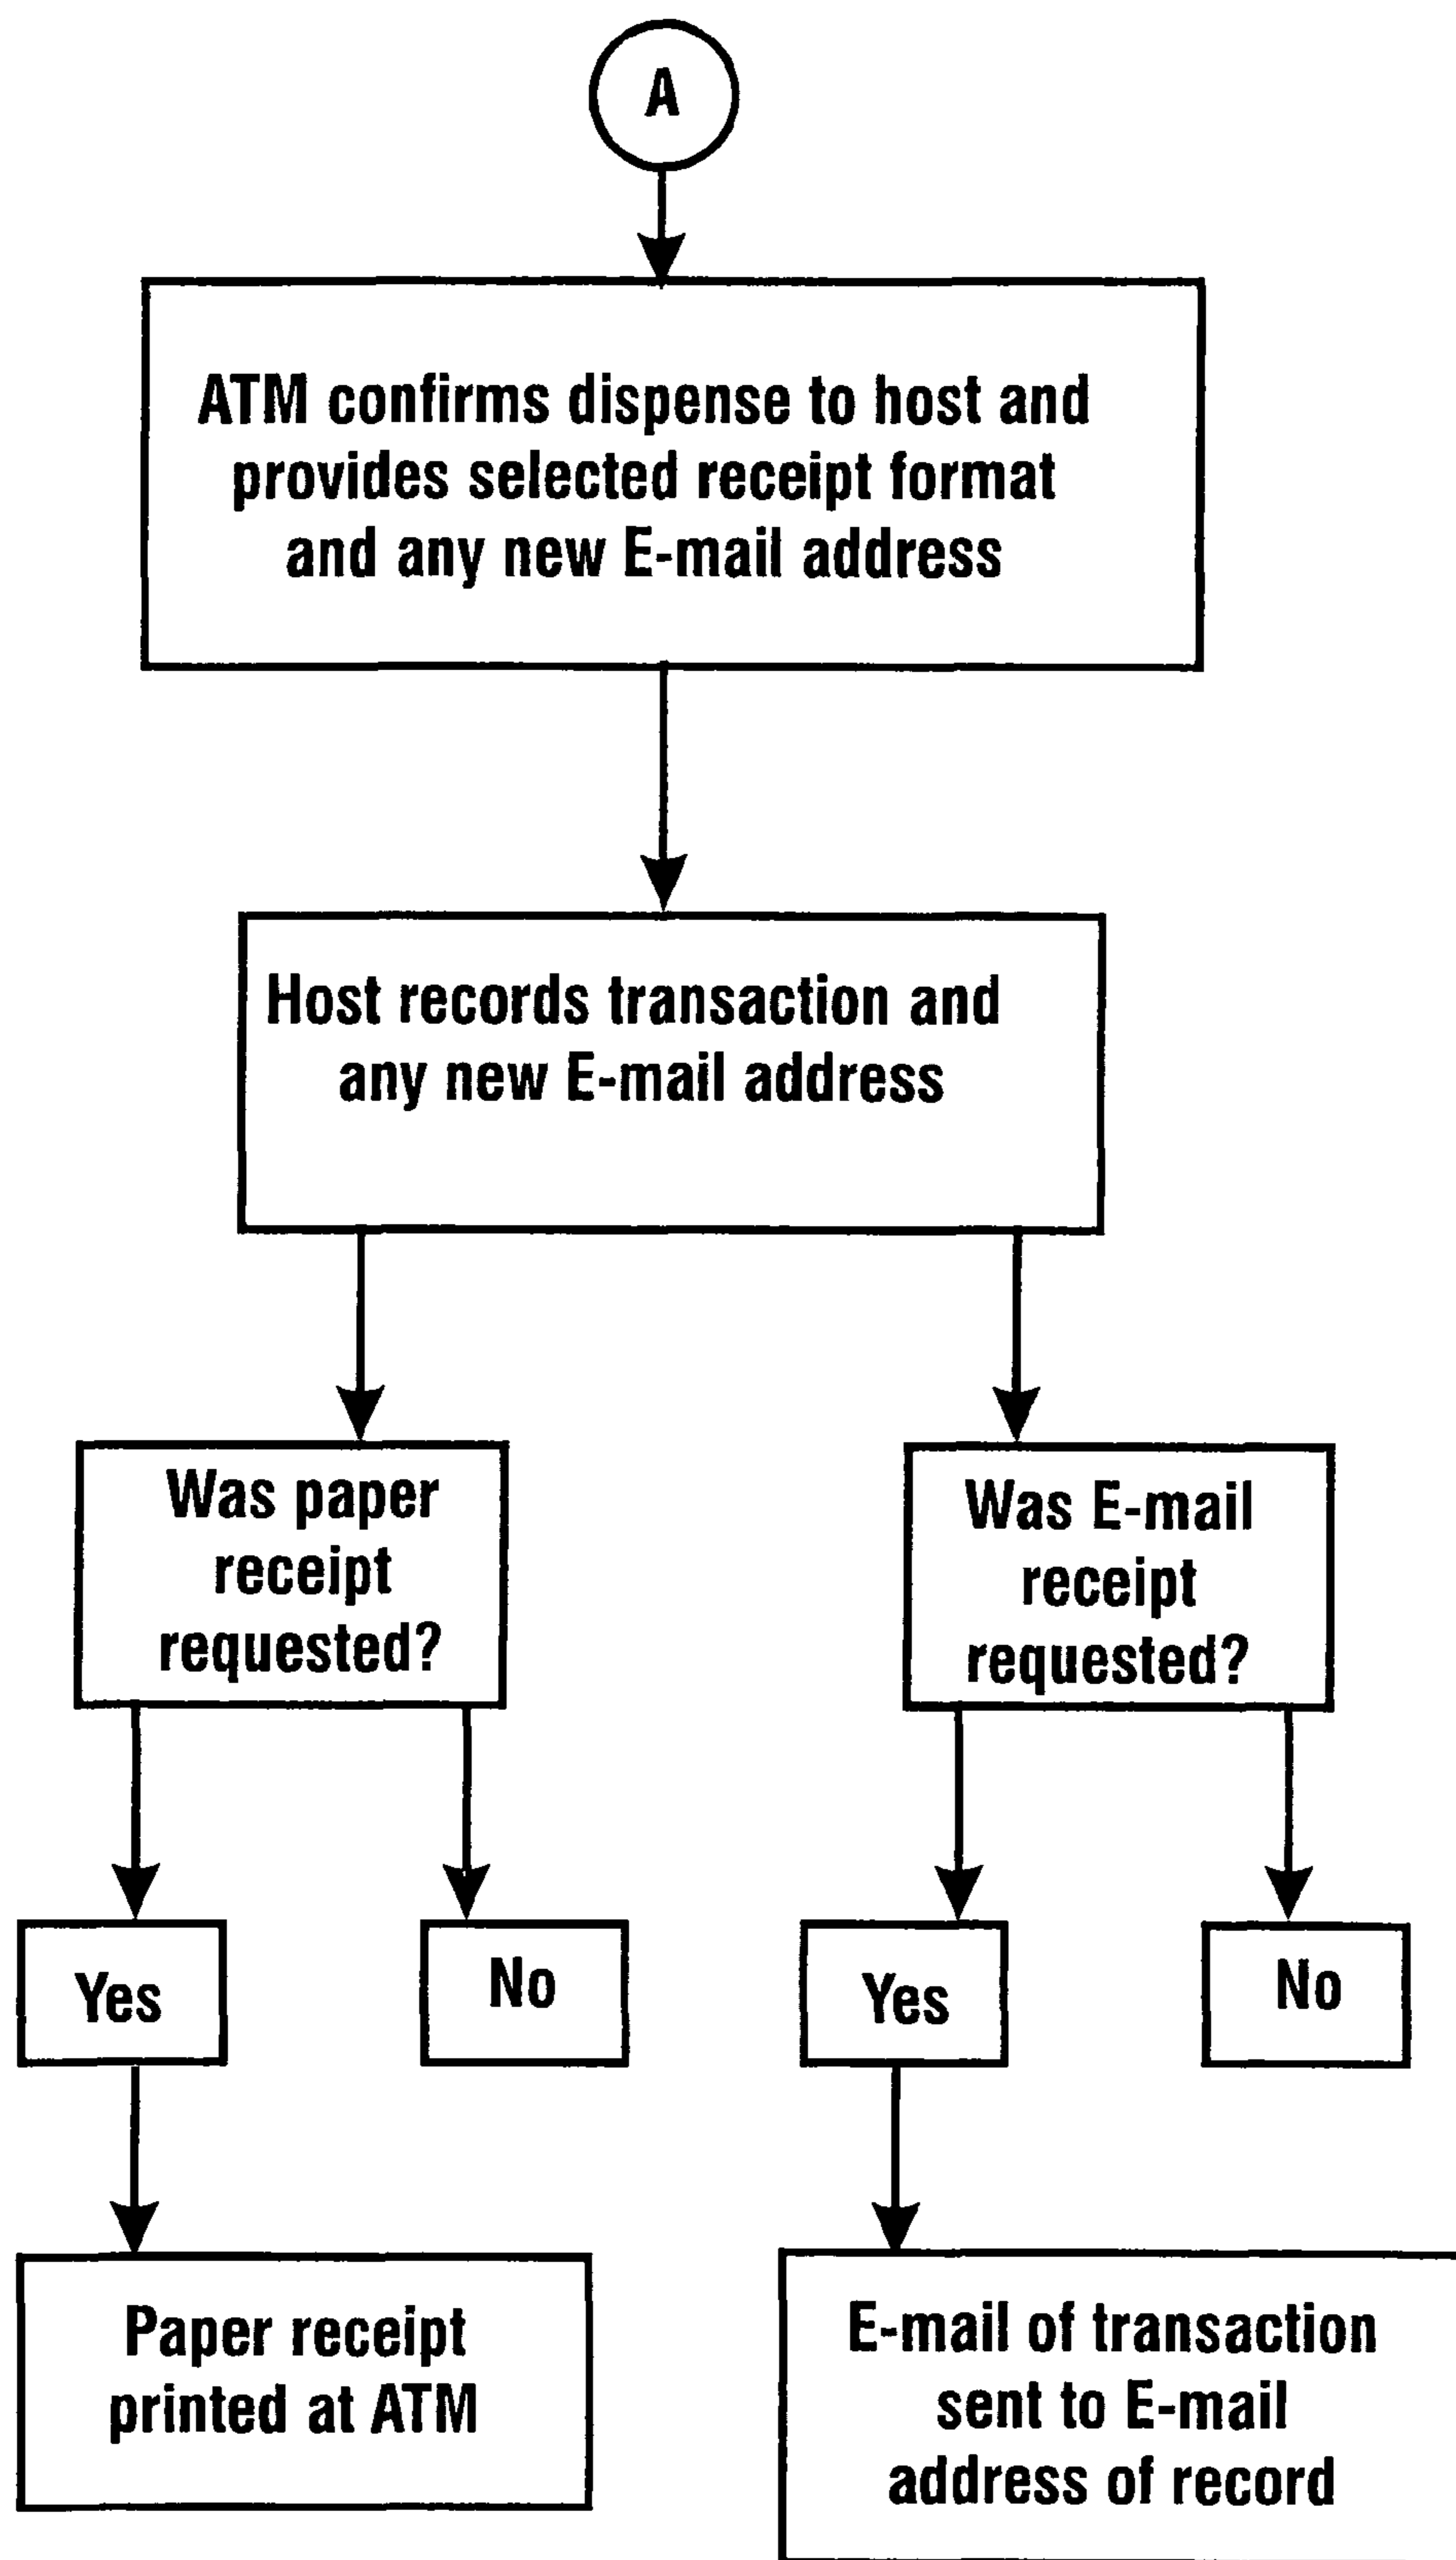 A
ATM confirms dispense to host and
provides selected receipt format
and any new E-mail address
Host records transaction and
any new E-mail address
Was paper
receipt
requested?
Was E-mail
receipt
requested?
Yes
No
Yes
No
Paper receipt
printed at ATM
E-mail of transaction
sent to E-mail
address of record